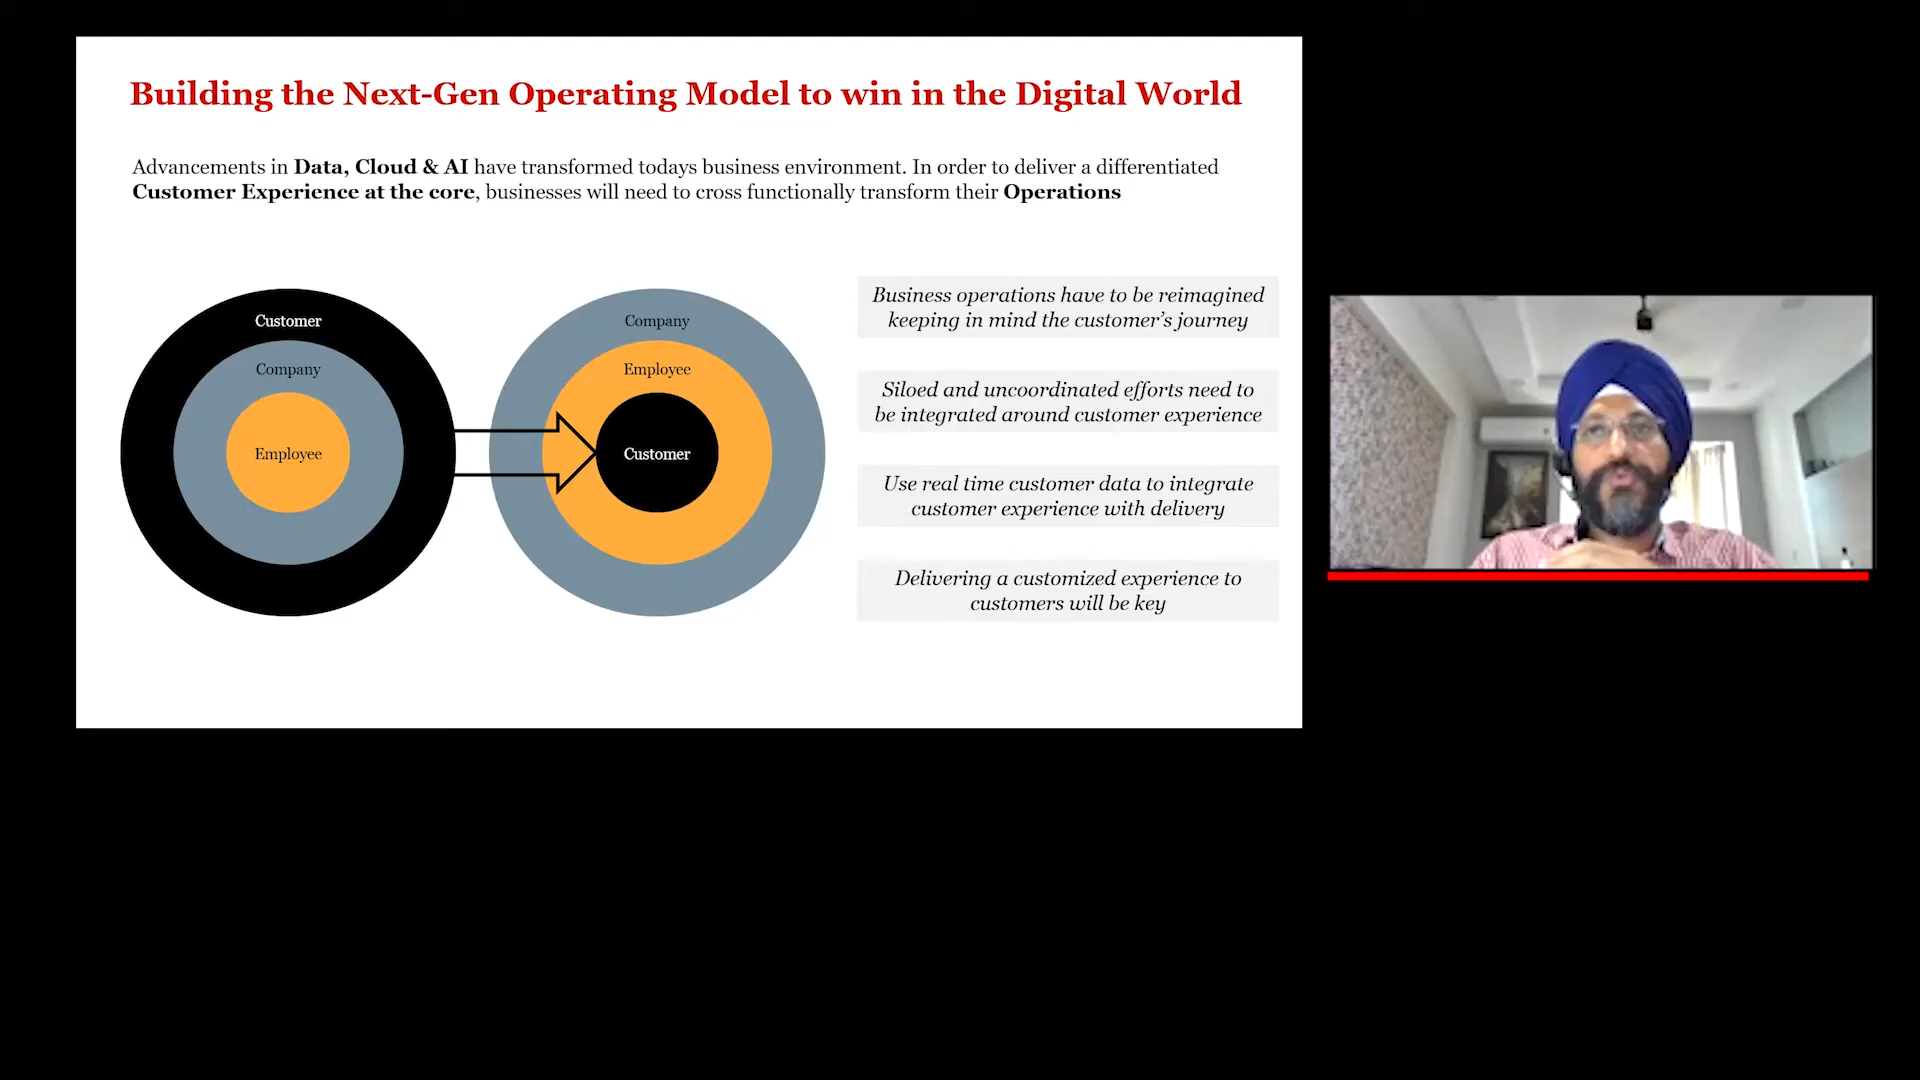 Building the Next-Gen Operating Model to win in the Digital World
Advancements in Data, Cloud & AI have transformed todays business environment. In order to deliver a differentiated
Customer Experience at the core, businesses will need to cross functionally transform their Operations
Customer
Company
Employee
Company
Employee
Customer
Business operations have to be reimagined
keeping in mind the customer’s journey
Siloed and uncoordinated efforts need to
be integrated around customer experience
Use real time customer data to integrate
customer experience with delivery
Delivering a customized experience to
customers will be key